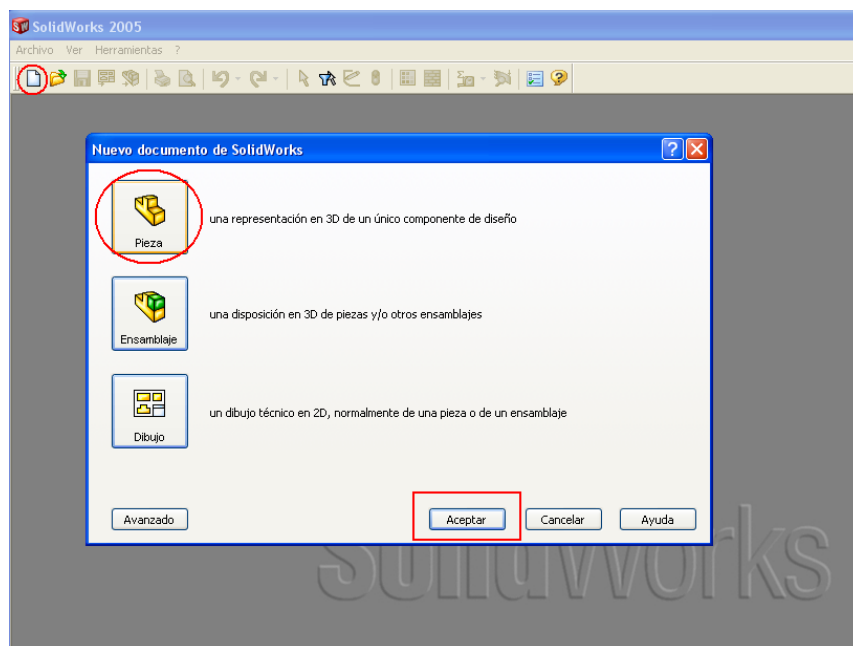 SolidWorks 2005
Archivo Ver Herramientas ?
Nuevo documento de SolidWorks
Pieza
una representación en 3D de un único componente de diseño
Ensamblaje
una disposición en 3D de piezas y/o otros ensamblajes
Dibujo
un dibujo técnico en 2D, normalmente de una pieza o de un ensamblaje
Avanzado Aceptar Cancelar Ayuda
SolidWorks